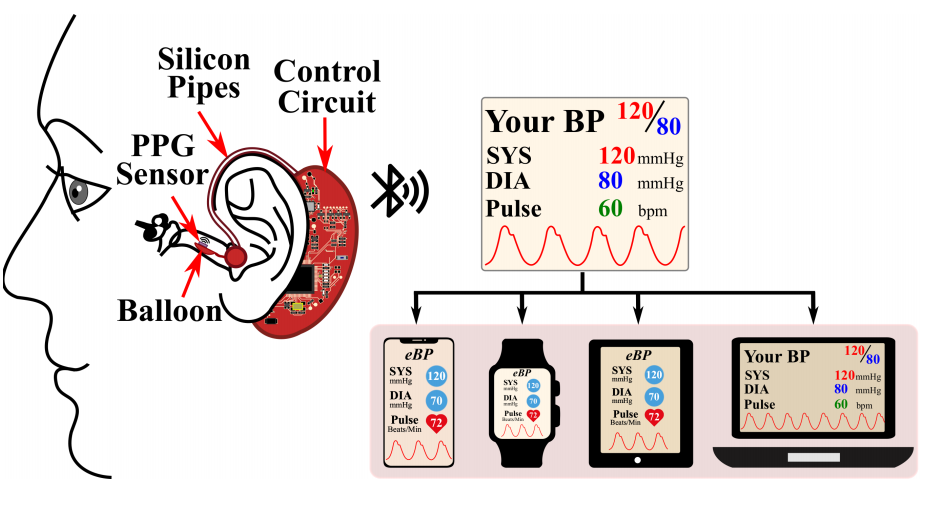 Silicon
Pipes
Control
Circuit
PPG
Sensor
Balloon
Your BP 120/80
SYS 120 mmHg
DIA 80 mmHg
Pulse 60 bpm
eBP
SYS 120
mmHg
DIA 70
mmHg
Pulse 72
Beats/Min
eBP
SYS 120
mmHg
DIA 70
mmHg
Pulse 72
Beats/Min
eBP
SYS 120
mmHg
DIA 70
mmHg
Pulse 72
Beats/Min
Your BP 120/80
SYS 120 mmHg
DIA 80 mmHg
Pulse 60 bpm